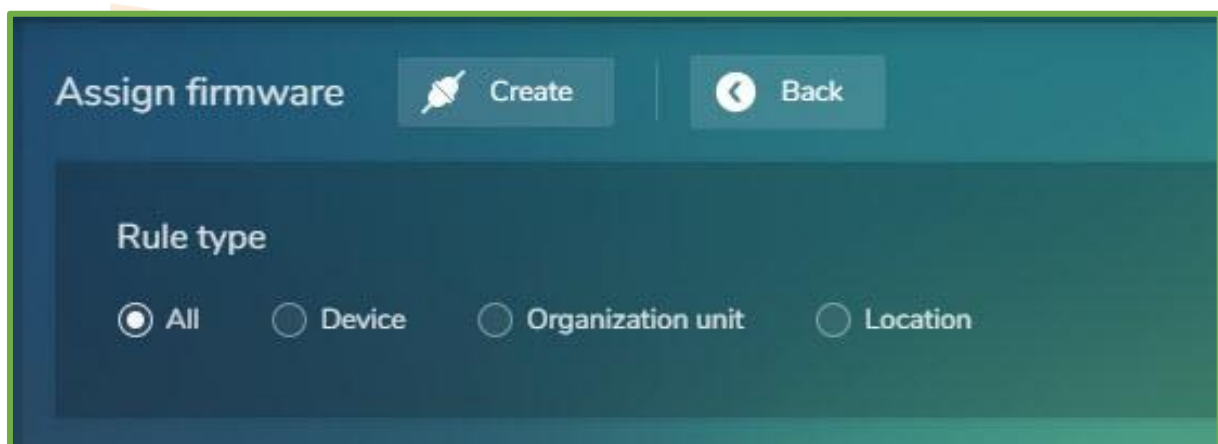 Assign firmware Create Back
Rule type
All Device Organization unit Location